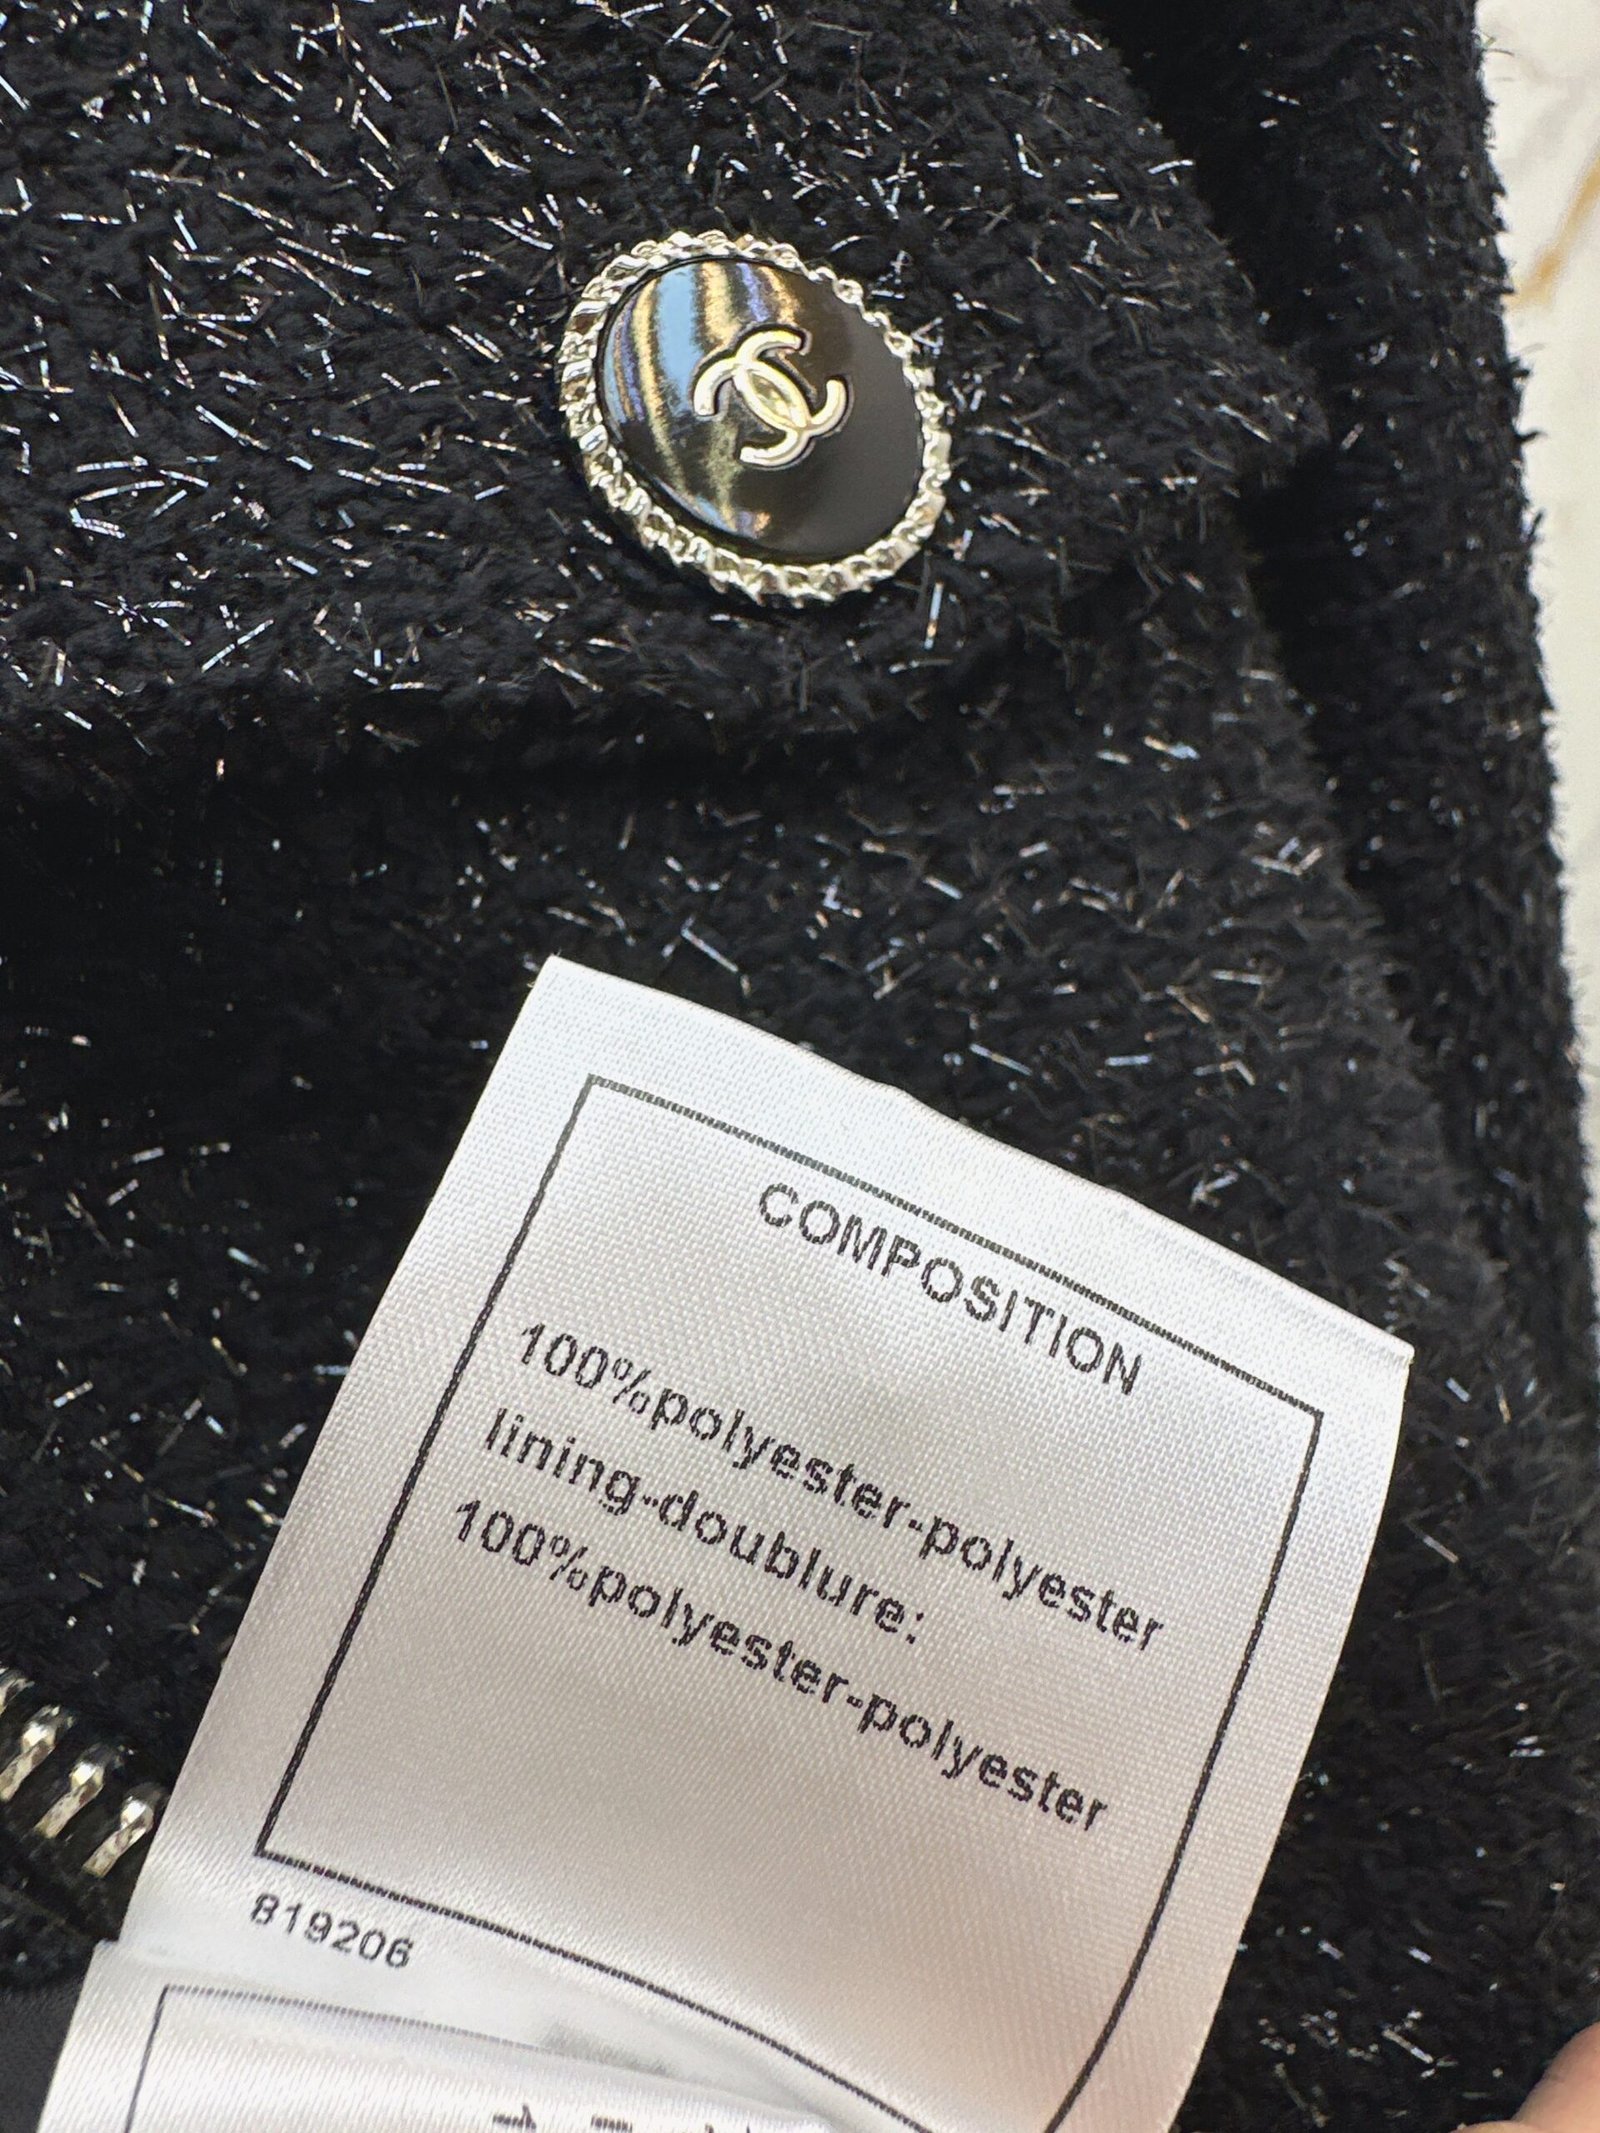 COMPOSITION
100%polyester-polyester
lining-doublure:
100%polyester-polyester
819206